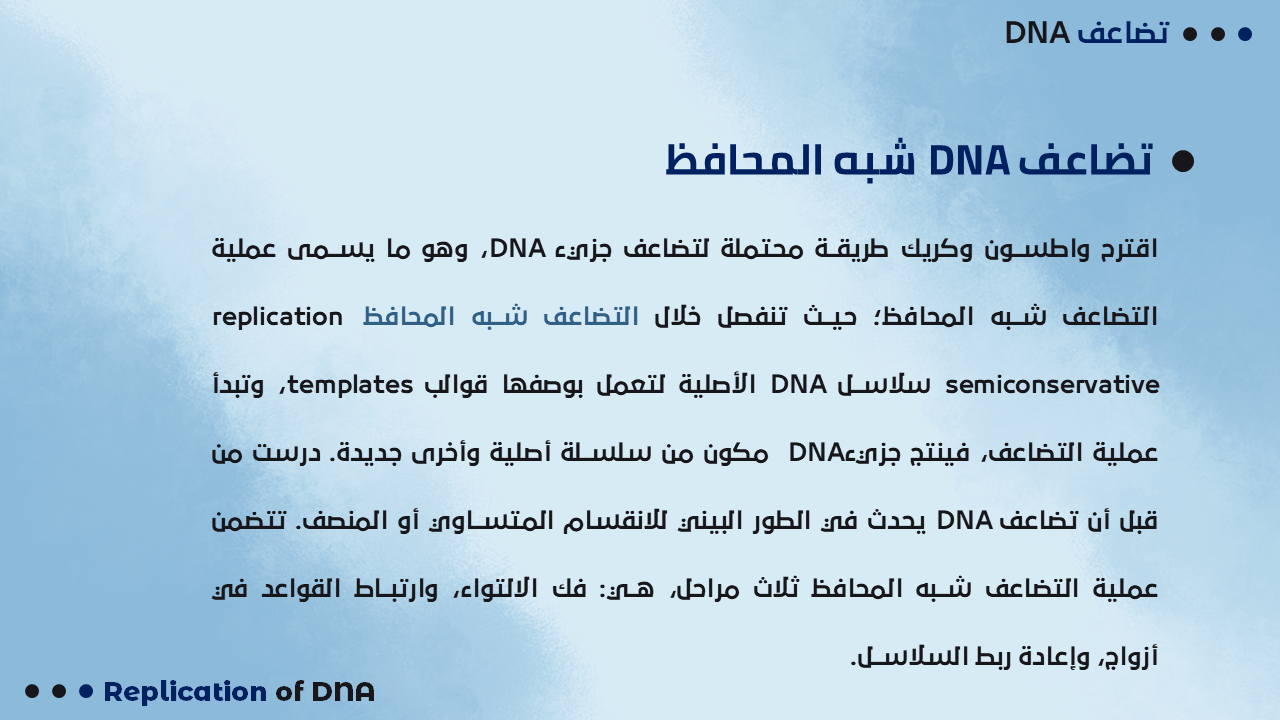 تضاعف DNA
تضاعف DNA شبه المحافظ
اقترح واطسون وكريك طريقة محتملة لتضاعف جزيء DNA، وهو ما يسمى عملية
التضاعف شبه المحافظ؛ حيث تنفصل خلال التضاعف شبه المحافظ replication
semiconservative سلاسل DNA الأصلية لتعمل بوصفها قوالب templates، وتبدأ
عملية التضاعف، فينتج جزيءDNA مكون من سلسلة أصلية وأخرى جديدة. درست من
قبل أن تضاعف DNA يحدث في الطور البيني للانقسام المتساوي أو المنصف. تتضمن
عملية التضاعف شبه المحافظ ثلاث مراحل، هي: فك الالتواء، وارتباط القواعد في
أزواج، وإعادة ربط السلاسل.
Replication of DNA